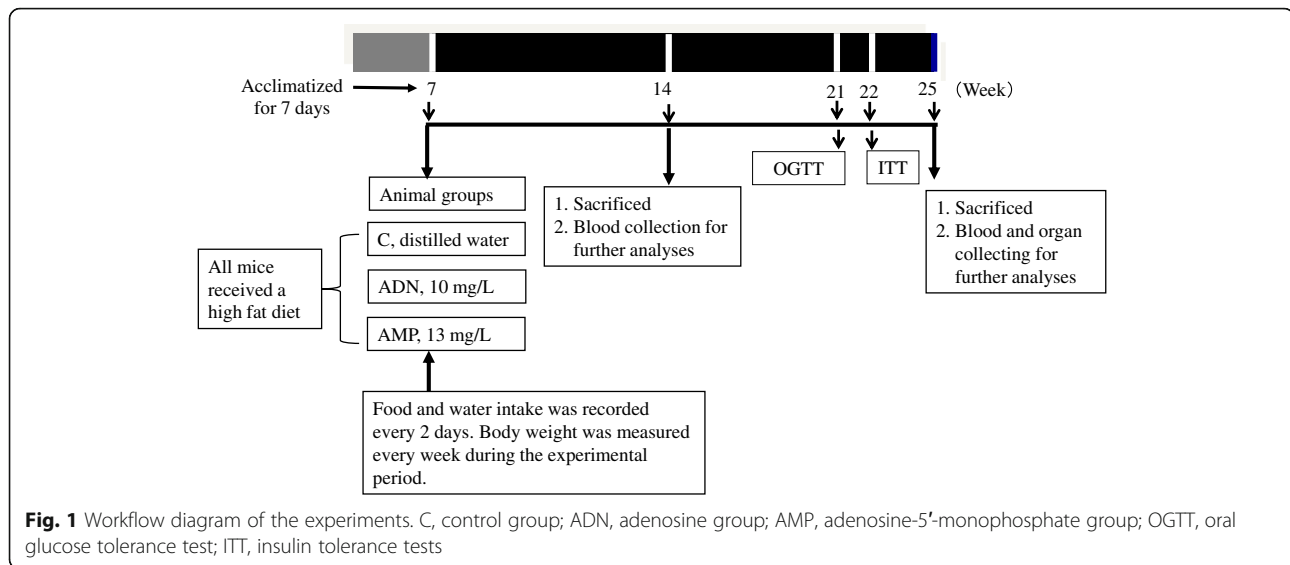 Acclimatized
for 7 days
7
14
21
22
25
（Week）
OGTT
ITT
Animal groups
C, distilled water
ADN, 10 mg/L
AMP, 13 mg/L
All mice
received a
high fat diet
1. Sacrificed
2. Blood collection for
further analyses
1. Sacrificed
2. Blood and organ
collecting for
further analyses
Food and water intake was recorded
every 2 days. Body weight was measured
every week during the experimental
period.
Fig. 1 Workflow diagram of the experiments. C, control group; ADN, adenosine group; AMP, adenosine-5′-monophosphate group; OGTT, oral
glucose tolerance test; ITT, insulin tolerance tests